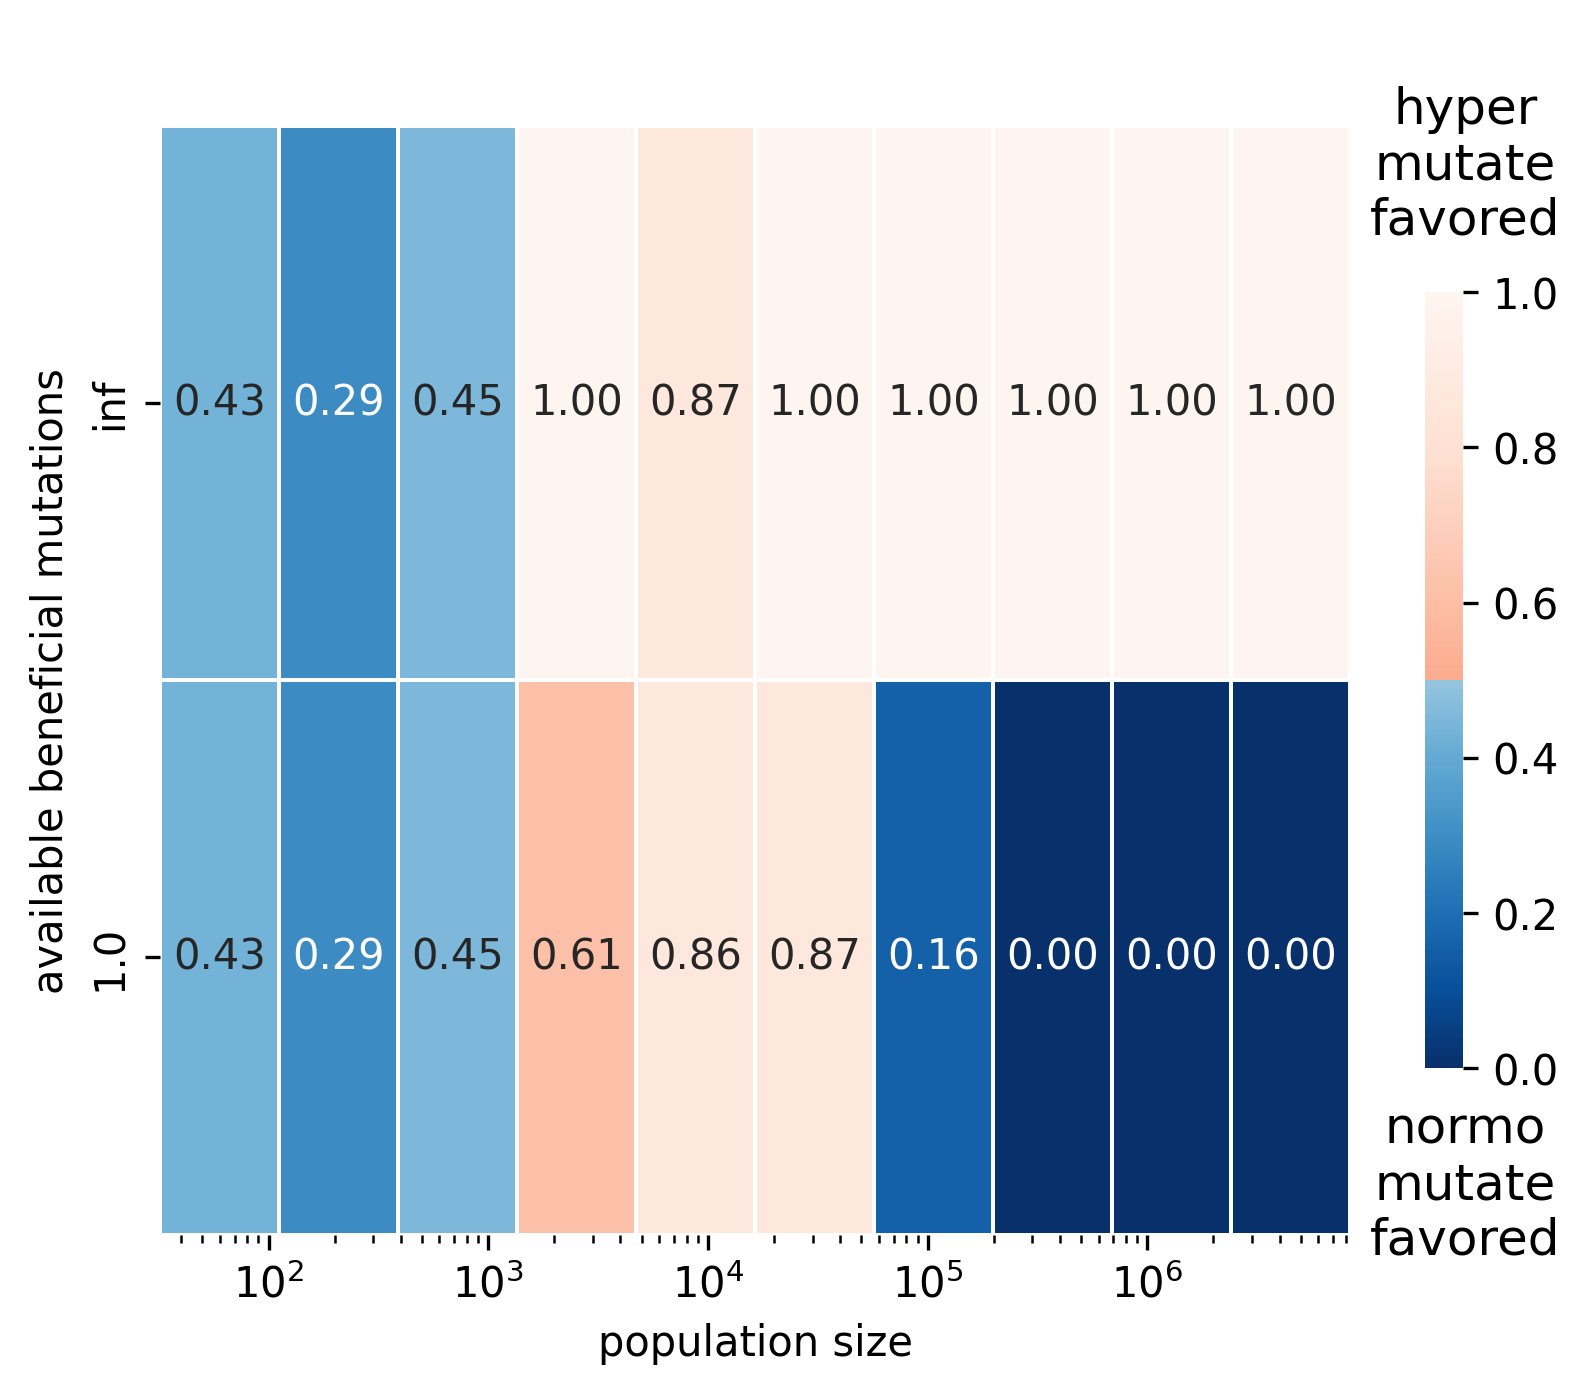 hyper
mutate
favored
available beneficial mutations
inf
0.43 0.29 0.45 1.00 0.87 1.00 1.00 1.00 1.00 1.00
1.0
0.43 0.29 0.45 0.61 0.86 0.87 0.16 0.00 0.00 0.00
1.0
0.8
0.6
0.4
0.2
0.0
normo
mutate
favored
10² 10³ 10⁴ 10⁵ 10⁶
population size